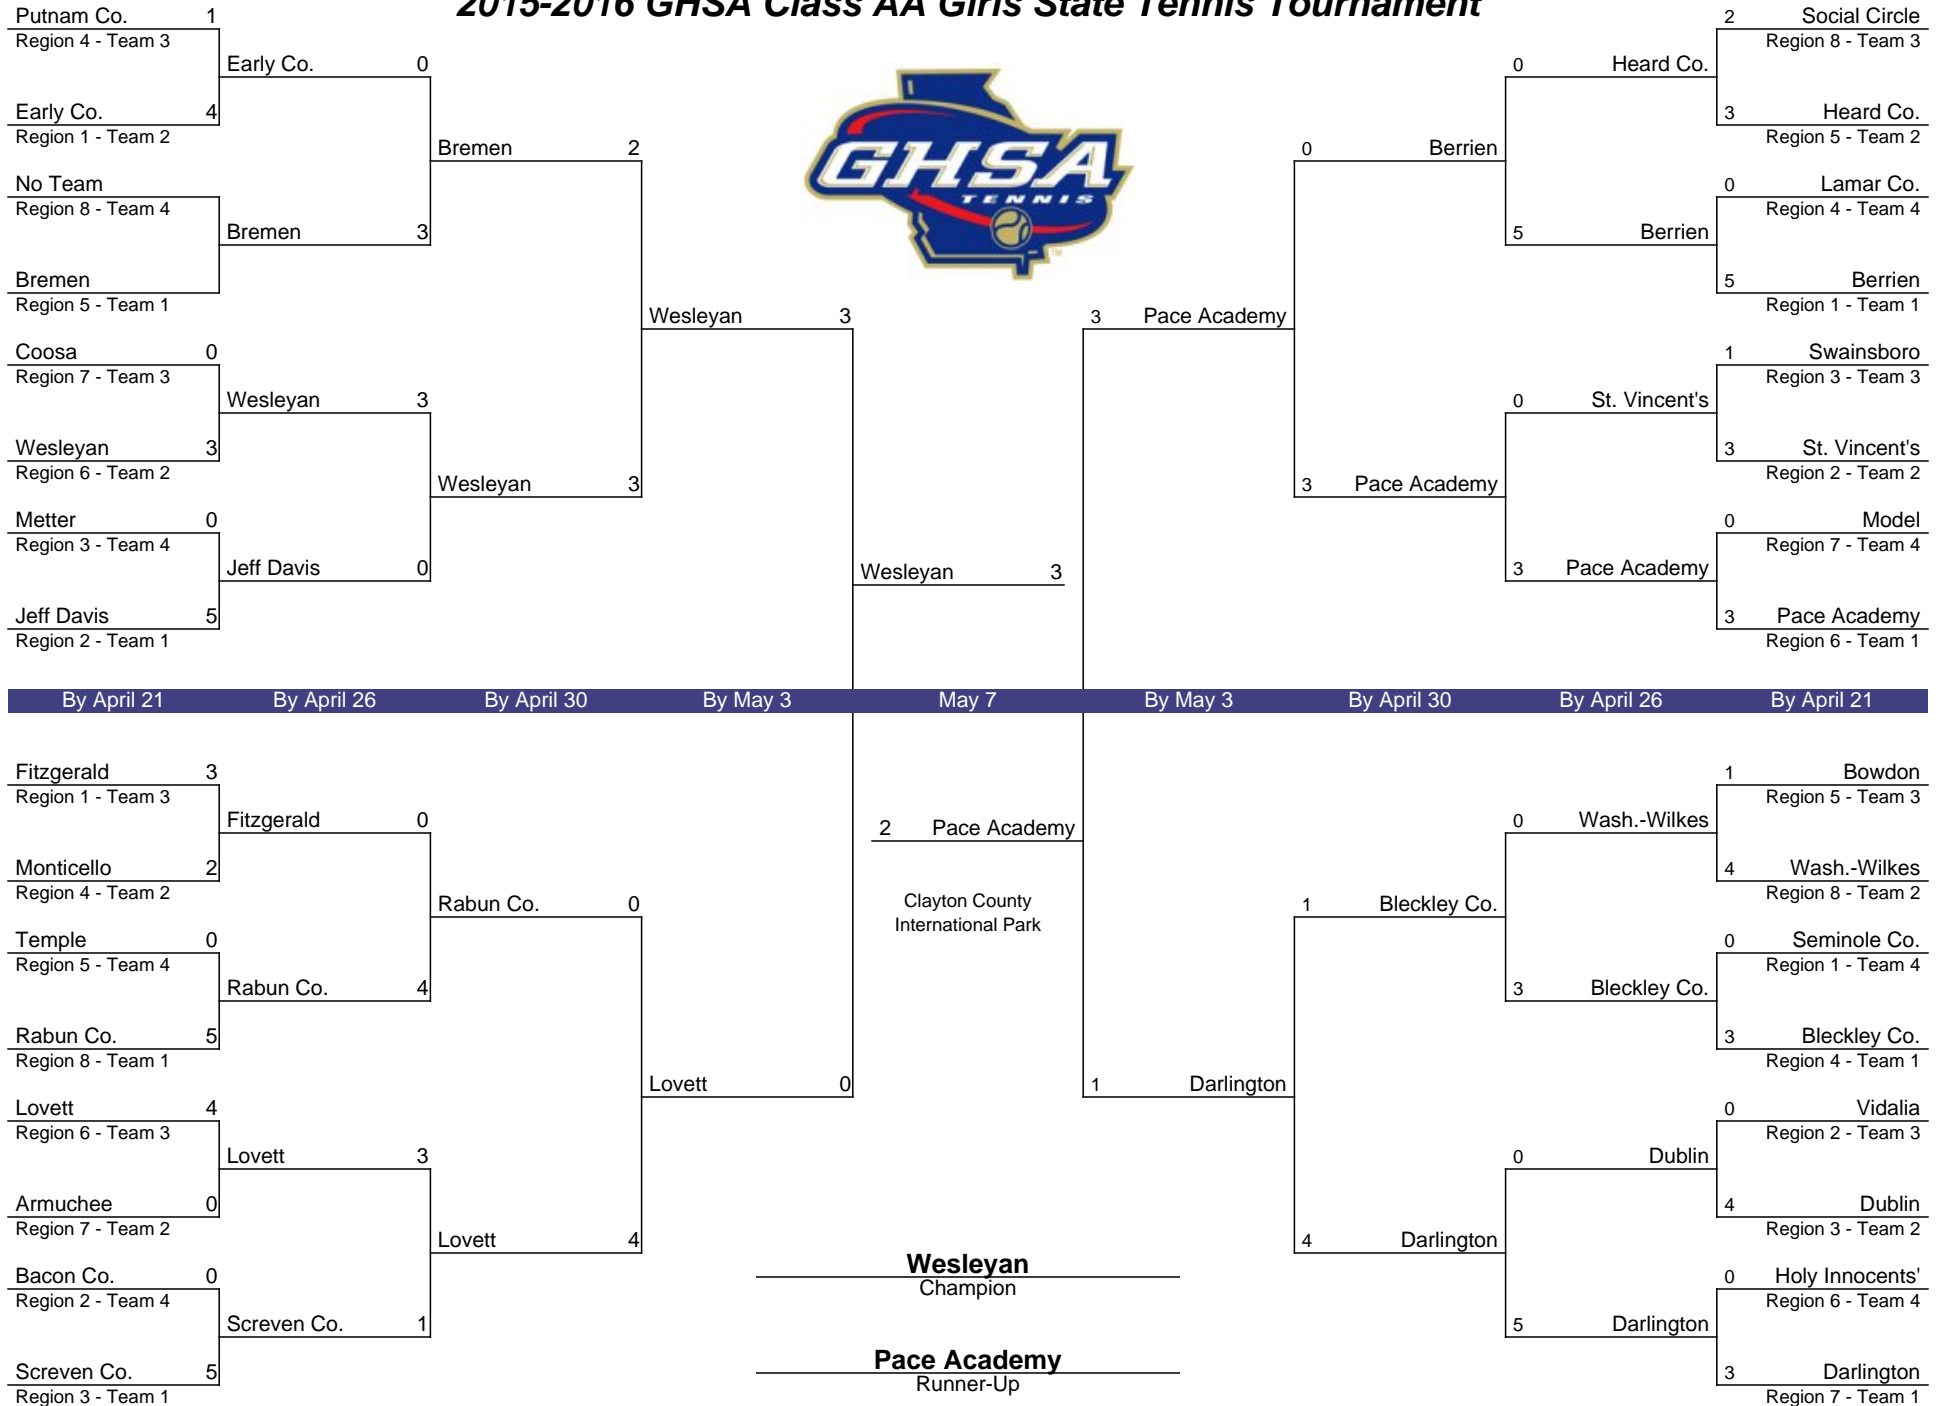 2015-2016 GHSA Class AA Girls State Tennis Tournament
Putnam Co. 1
Region 4 - Team 3
Early Co. 4
Region 1 - Team 2
No Team
Region 8 - Team 4
Bremen
Region 5 - Team 1
Coosa 0
Region 7 - Team 3
Wesleyan 3
Region 6 - Team 2
Metter 0
Region 3 - Team 4
Jeff Davis 5
Region 2 - Team 1
Early Co. 0
Bremen 3
Wesleyan 3
Jeff Davis 0
Bremen 2
Wesleyan 3
Wesleyan 3
Wesleyan 3
GHSA
TENNIS
TM
3 Pace Academy
0 Berrien
3 Pace Academy
0 Heard Co.
5 Berrien
0 St. Vincent's
3 Pace Academy
2 Social Circle
Region 8 - Team 3
3 Heard Co.
Region 5 - Team 2
0 Lamar Co.
Region 4 - Team 4
5 Berrien
Region 1 - Team 1
1 Swainsboro
Region 3 - Team 3
3 St. Vincent's
Region 2 - Team 2
0 Model
Region 7 - Team 4
3 Pace Academy
Region 6 - Team 1
By April 21 By April 26 By April 30 By May 3 May 7 By May 3 By April 30 By April 26 By April 21
Fitzgerald 3
Region 1 - Team 3
Monticello 2
Region 4 - Team 2
Temple 0
Region 5 - Team 4
Rabun Co. 5
Region 8 - Team 1
Lovett 4
Region 6 - Team 3
Armuchee 0
Region 7 - Team 2
Bacon Co. 0
Region 2 - Team 4
Screven Co. 5
Region 3 - Team 1
Fitzgerald 0
Rabun Co. 4
Lovett 3
Screven Co. 1
Rabun Co. 0
Lovett 4
Lovett 0
2 Pace Academy
Clayton County
International Park
Wesleyan
Champion
Pace Academy
Runner-Up
1 Darlington
1 Bleckley Co.
4 Darlington
0 Wash.-Wilkes
3 Bleckley Co.
0 Dublin
5 Darlington
1 Bowdon
Region 5 - Team 3
4 Wash.-Wilkes
Region 8 - Team 2
0 Seminole Co.
Region 1 - Team 4
3 Bleckley Co.
Region 4 - Team 1
0 Vidalia
Region 2 - Team 3
4 Dublin
Region 3 - Team 2
0 Holy Innocents'
Region 6 - Team 4
3 Darlington
Region 7 - Team 1